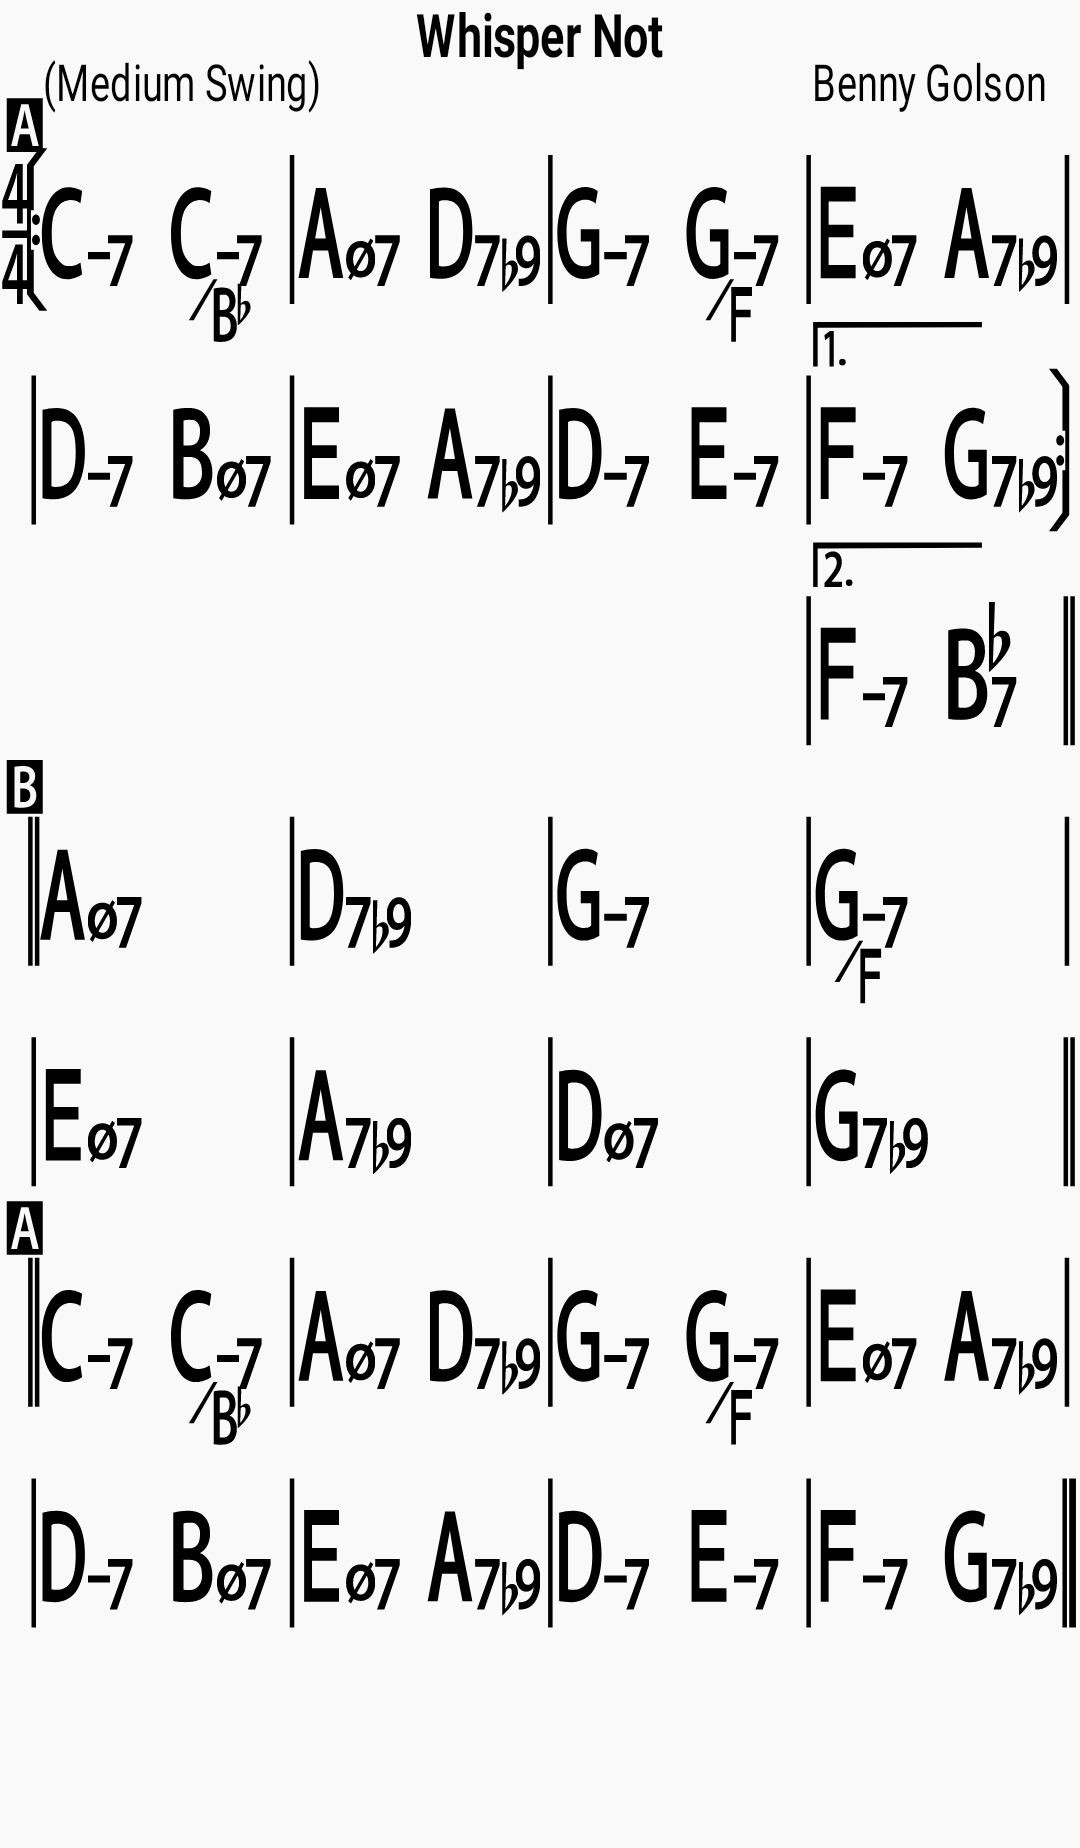 Whisper Not
(Medium Swing) Benny Golson
A
4/4 C-7 C-7/B♭ | Aø7 D7♭9 | G-7 G-7/F | Eø7 A7♭9 |
1.
D-7 Bø7 | Eø7 A7♭9 | D-7 E-7 | F-7 G7♭9
2.
F-7 B♭7
B
Aø7 | D7♭9 | G-7 | G-7/F |
Eø7 | A7♭9 | Dø7 | G7♭9
A
C-7 C-7/B♭ | Aø7 D7♭9 | G-7 G-7/F | Eø7 A7♭9 |
D-7 Bø7 | Eø7 A7♭9 | D-7 E-7 | F-7 G7♭9